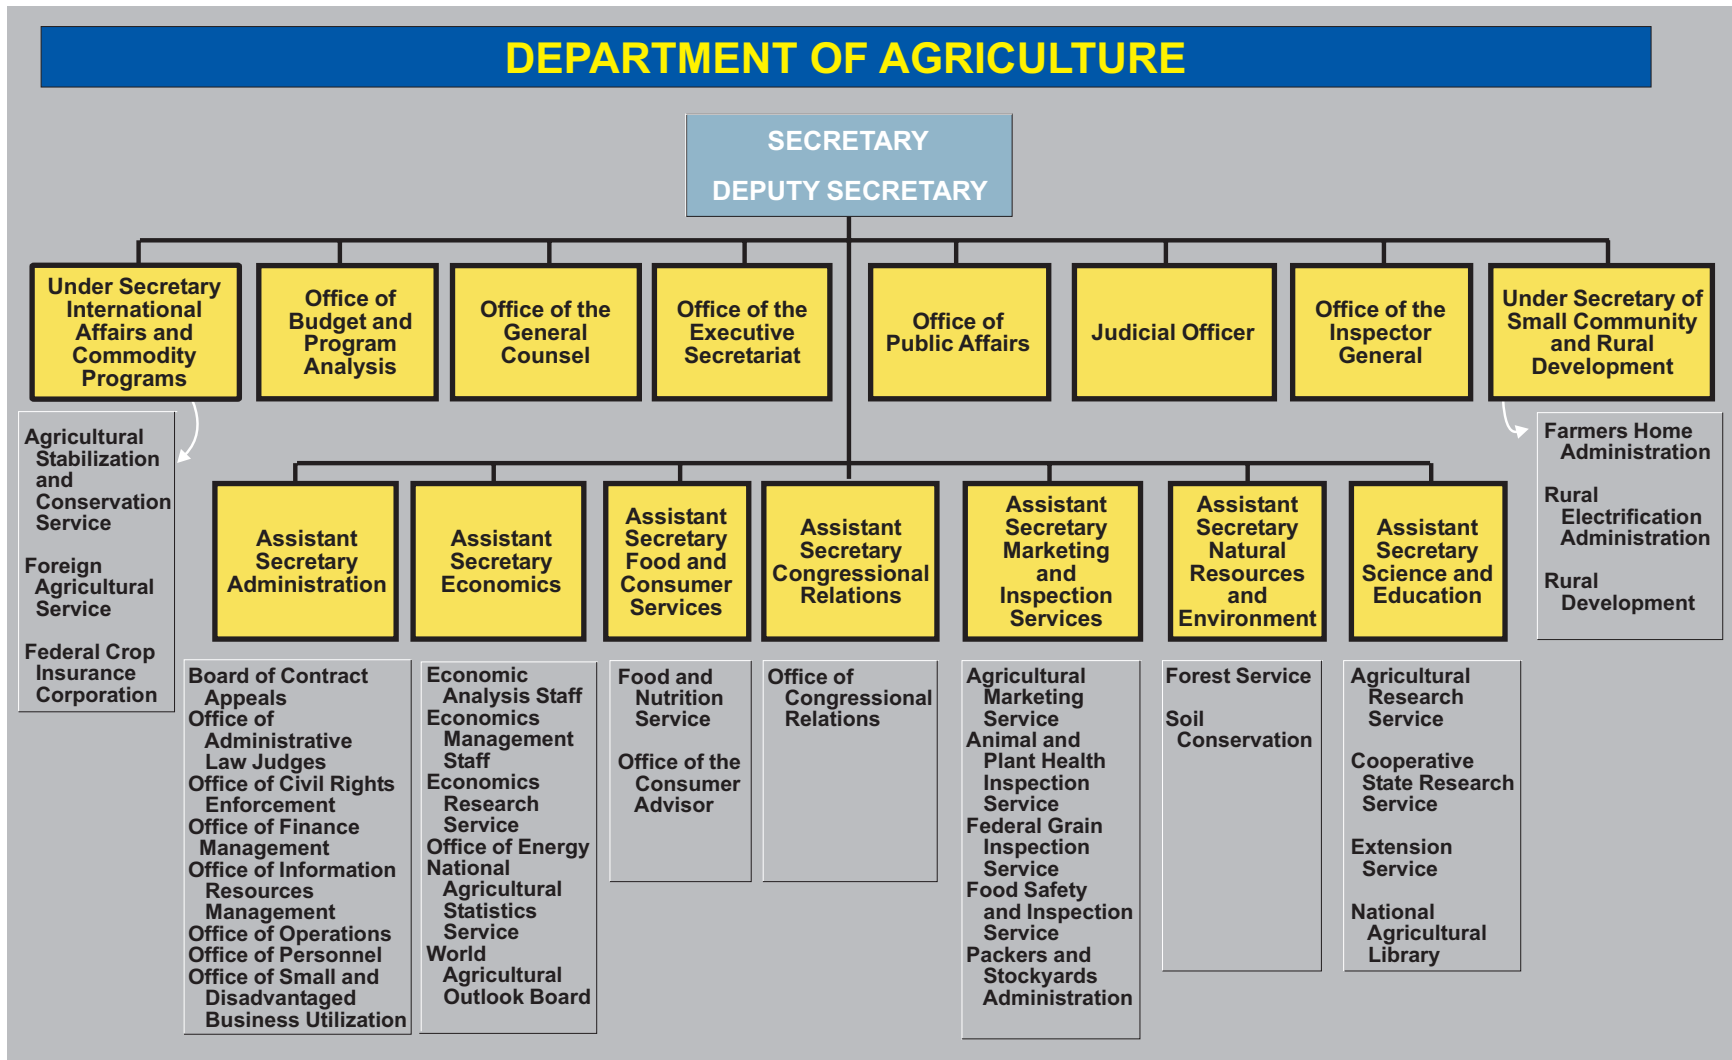 DEPARTMENT OF AGRICULTURE
SECRETARY
DEPUTY SECRETARY
Under Secretary
International
Affairs and
Commodity
Programs
Office of
Budget and
Program
Analysis
Office of the
General
Counsel
Office of the
Executive
Secretariat
Office of
Public Affairs
Judicial Officer
Office of the
Inspector
General
Under Secretary of
Small Community
and Rural
Development
Agricultural
Stabilization
and
Conservation
Service
Foreign
Agricultural
Service
Federal Crop
Insurance
Corporation
Farmers Home
Administration
Rural
Electrification
Administration
Rural
Development
Assistant
Secretary
Administration
Assistant
Secretary
Economics
Assistant
Secretary
Food and
Consumer
Services
Assistant
Secretary
Congressional
Relations
Assistant
Secretary
Marketing
and
Inspection
Services
Assistant
Secretary
Natural
Resources
and
Environment
Assistant
Secretary
Science and
Education
Board of Contract
Appeals
Office of
Administrative
Law Judges
Office of Civil Rights
Enforcement
Office of Finance
Management
Office of Information
Resources
Management
Office of Operations
Office of Personnel
Office of Small and
Disadvantaged
Business Utilization
Economic
Analysis Staff
Economics
Management
Staff
Economics
Research
Service
Office of Energy
National
Agricultural
Statistics
Service
World
Agricultural
Outlook Board
Food and
Nutrition
Service
Office of the
Consumer
Advisor
Office of
Congressional
Relations
Agricultural
Marketing
Service
Animal and
Plant Health
Inspection
Service
Federal Grain
Inspection
Service
Food Safety
and Inspection
Service
Packers and
Stockyards
Administration
Forest Service
Soil
Conservation
Agricultural
Research
Service
Cooperative
State Research
Service
Extension
Service
National
Agricultural
Library